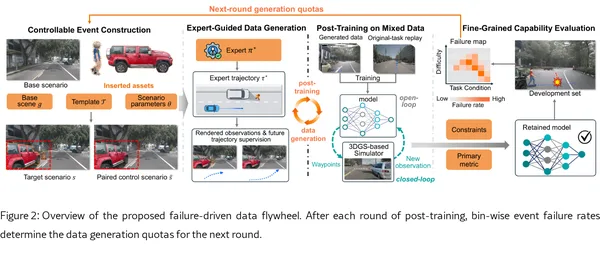 Next-round generation quotas
Controllable Event Construction
Base scenario
Inserted assets
Base scene g
Template T
Scenario parameters θ
Target scenario s
Paired control scenario s̄
Expert-Guided Data Generation
Expert π*
Expert trajectory τ*
Rendered observations & future trajectory supervision
post-training
data generation
Post-Training on Mixed Data
Generated data
Original-task replay
Training
model
open-loop
3DGS-based Simulator
Waypoints
New observation
closed-loop
Fine-Grained Capability Evaluation
Failure map
Difficulty
Task Condition
Low
High
Failure rate
Development set
Constraints
Primary metric
Retained model
Figure 2: Overview of the proposed failure-driven data flywheel. After each round of post-training, bin-wise event failure rates
determine the data generation quotas for the next round.